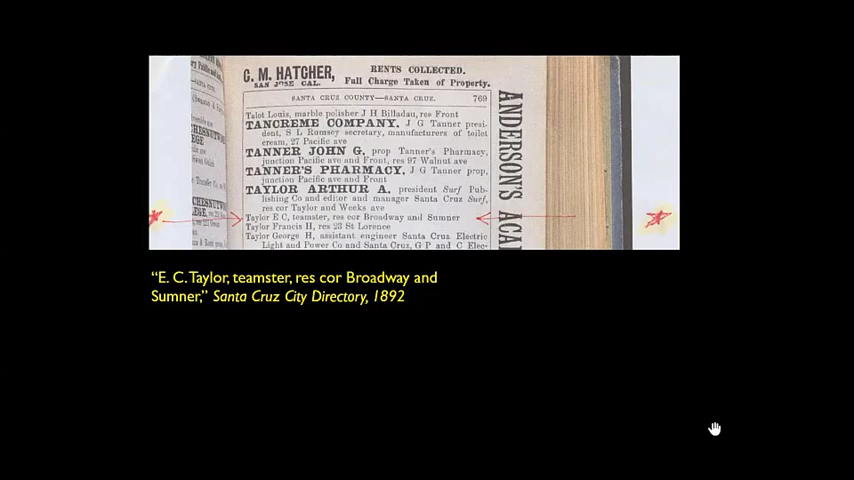 C. M. HATCHER,
SAN JOSE CAL.
RENTS COLLECTED.
Full Charge Taken of Property.
SANTA CRUZ COUNTY—SANTA CRUZ. 769
Talot Louis, marble polisher J H Billadau, res Front
TANCREME COMPANY, J G Tanner presi-
dent, S L Rumsey secretary, manufacturers of toilet
cream, 27 Pacific ave
TANNER JOHN G. prop Tanner's Pharmacy,
junction Pacific ave and Front, res 97 Walnut ave
TANNER'S PHARMACY, J G Tanner prop,
junction Pacific ave and Front
TAYLOR ARTHUR A. president Surf Pub-
lishing Co and editor and manager Santa Cruz Surf,
res cor Taylor and Weeks ave
Taylor E C, teamster, res cor Broadway and Sumner
Taylor Francis H, res 23 St Lorence
Taylor George H, assistant engineer Santa Cruz Electric
Light and Power Co and Santa Cruz, G P and C Elec-
ANDERSON'S ACA
“E. C. Taylor, teamster, res cor Broadway and
Sumner,” Santa Cruz City Directory, 1892